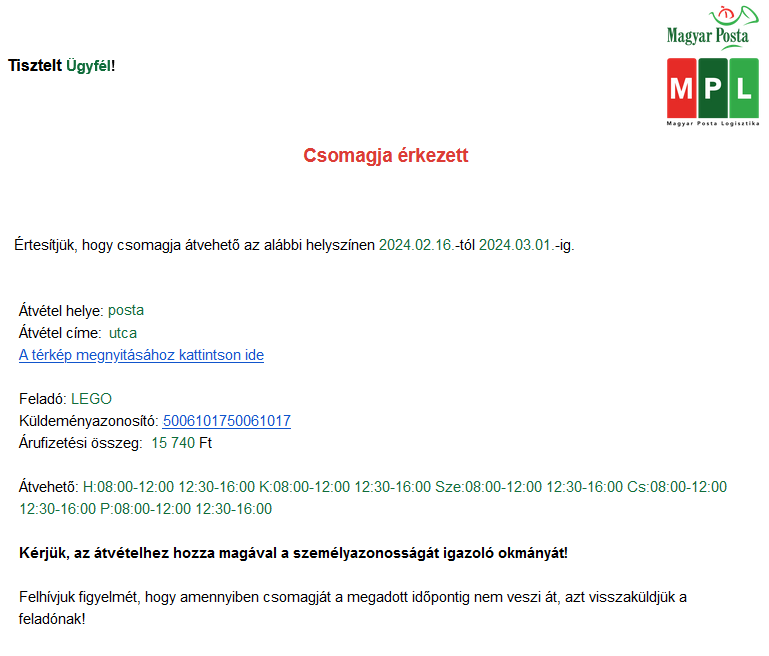 Magyar Posta
Tisztelt Ügyfél!
MPL
Magyar Posta Logisztika
Csomagja érkezett
Értesítjük, hogy csomagja átvehető az alábbi helyszínen 2024.02.16.-tól 2024.03.01.-ig.
Átvétel helye: posta
Átvétel címe: utca
A térkép megnyitásához kattintson ide
Feladó: LEGO
Küldeményazonosító: 5006101750061017
Árufizetési összeg: 15 740 Ft
Átvehető: H:08:00-12:00 12:30-16:00 K:08:00-12:00 12:30-16:00 Sze:08:00-12:00 12:30-16:00 Cs:08:00-12:00
12:30-16:00 P:08:00-12:00 12:30-16:00
Kérjük, az átvételhez hozza magával a személyazonosságát igazoló okmányát!
Felhívjuk figyelmét, hogy amennyiben csomagját a megadott időpontig nem veszi át, azt visszaküldjük a
feladónak!